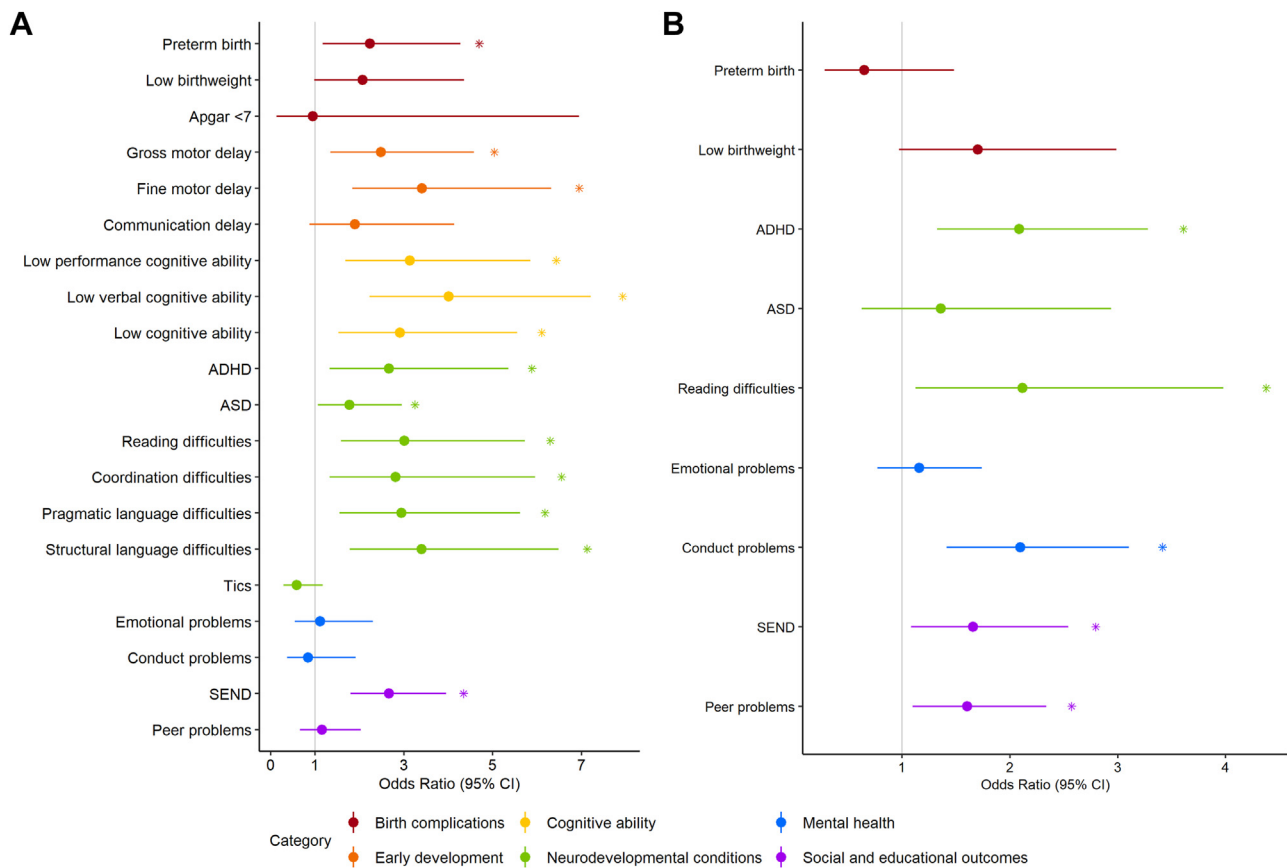 A
Preterm birth
Low birthweight
Apgar <7
Gross motor delay
Fine motor delay
Communication delay
Low performance cognitive ability
Low verbal cognitive ability
Low cognitive ability
ADHD
ASD
Reading difficulties
Coordination difficulties
Pragmatic language difficulties
Structural language difficulties
Tics
Emotional problems
Conduct problems
SEND
Peer problems
0 1 3 5 7
Odds Ratio (95% CI)
B
Preterm birth
Low birthweight
ADHD
ASD
Reading difficulties
Emotional problems
Conduct problems
SEND
Peer problems
1 2 3 4
Odds Ratio (95% CI)
Category
Birth complications
Cognitive ability
Mental health
Early development
Neurodevelopmental conditions
Social and educational outcomes